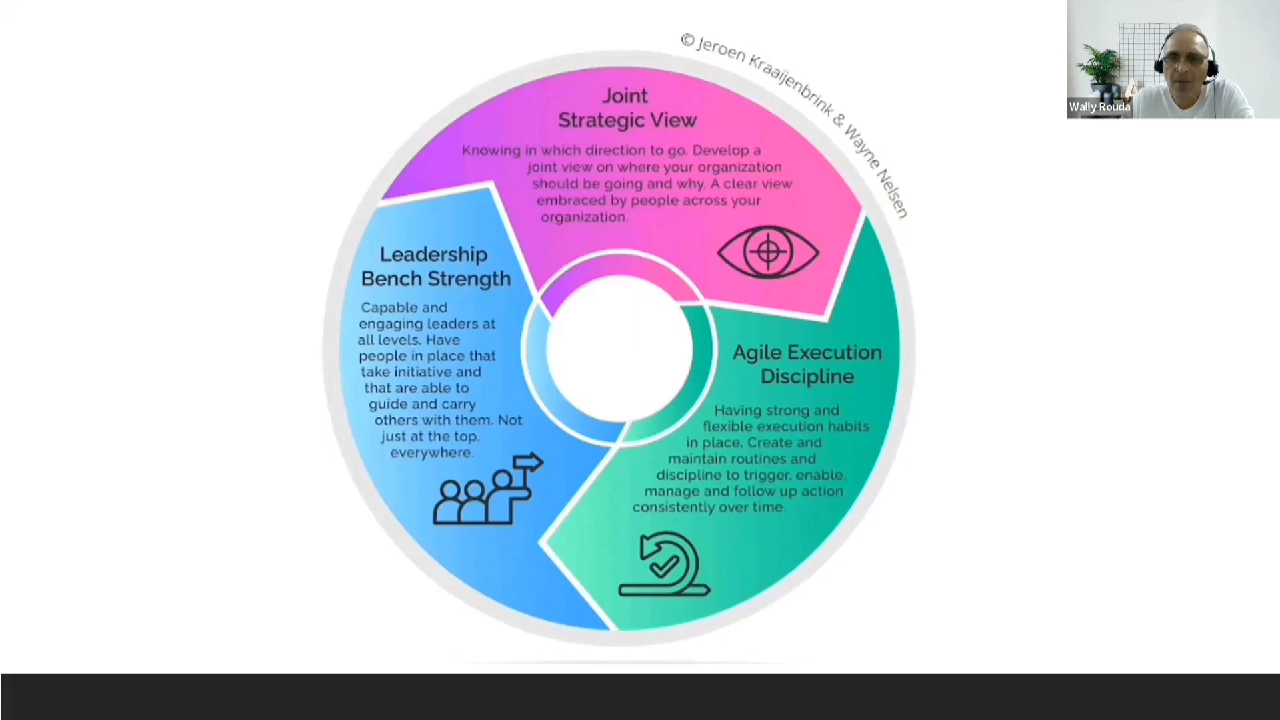 © Jeroen Kraaijenbrink & Wayne Nelsen
Joint
Strategic View
Knowing in which direction to go. Develop a
joint view on where your organization
should be going and why. A clear view
embraced by people across your
organization.
Leadership
Bench Strength
Capable and
engaging leaders at
all levels. Have
people in place that
take initiative and
that are able to
guide and carry
others with them. Not
just at the top,
everywhere.
Agile Execution
Discipline
Having strong and
flexible execution habits
in place. Create and
maintain routines and
discipline to trigger, enable,
manage and follow up action
consistently over time.
Wally Rouda